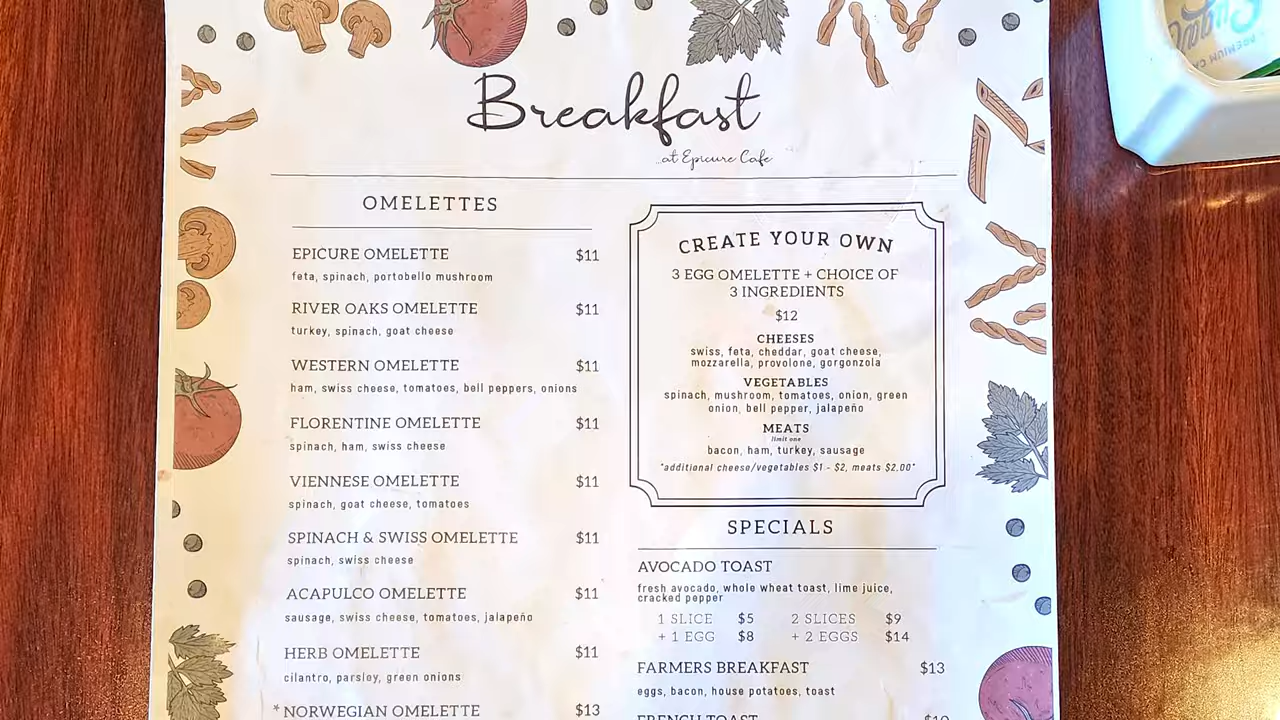 Breakfast
...at Epicure Cafe
OMELETTES
EPICURE OMELETTE $11
feta, spinach, portobello mushroom
RIVER OAKS OMELETTE $11
turkey, spinach, goat cheese
WESTERN OMELETTE $11
ham, swiss cheese, tomatoes, bell peppers, onions
FLORENTINE OMELETTE $11
spinach, ham, swiss cheese
VIENNESE OMELETTE $11
spinach, goat cheese, tomatoes
SPINACH & SWISS OMELETTE $11
spinach, swiss cheese
ACAPULCO OMELETTE $11
sausage, swiss cheese, tomatoes, jalapeño
HERB OMELETTE $11
cilantro, parsley, green onions
*NORWEGIAN OMELETTE $13
CREATE YOUR OWN
3 EGG OMELETTE + CHOICE OF
3 INGREDIENTS
$12
CHEESES
swiss, feta, cheddar, goat cheese,
mozzarella, provolone, gorgonzola
VEGETABLES
spinach, mushroom, tomatoes, onion, green
onion, bell pepper, jalapeño
MEATS
limit one
bacon, ham, turkey, sausage
*additional cheese/vegetables $1 - $2, meats $2.00*
SPECIALS
AVOCADO TOAST
fresh avocado, whole wheat toast, lime juice,
cracked pepper
1 SLICE $5 2 SLICES $9
+ 1 EGG $8 + 2 EGGS $14
FARMERS BREAKFAST $13
eggs, bacon, house potatoes, toast
FRENCH TOAST $10
Sugar
PREMIUM